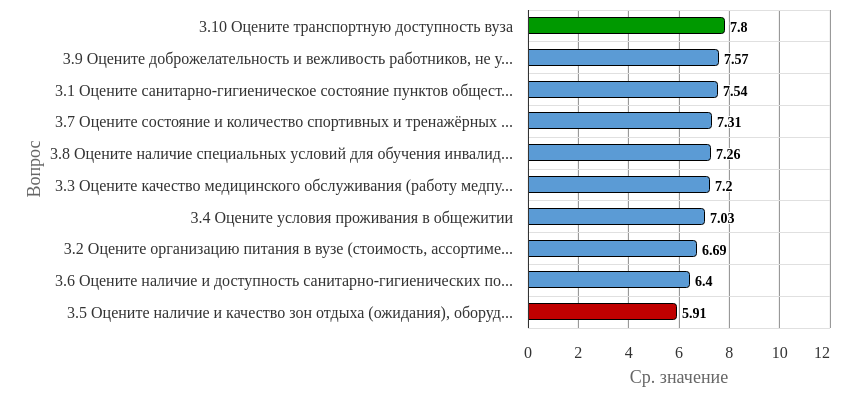 3.10 Оцените транспортную доступность вуза 7.8
3.9 Оцените доброжелательность и вежливость работников, не у... 7.57
3.1 Оцените санитарно-гигиеническое состояние пунктов общест... 7.54
3.7 Оцените состояние и количество спортивных и тренажёрных ... 7.31
3.8 Оцените наличие специальных условий для обучения инвалид... 7.26
3.3 Оцените качество медицинского обслуживания (работу медпу... 7.2
3.4 Оцените условия проживания в общежитии 7.03
3.2 Оцените организацию питания в вузе (стоимость, ассортиме... 6.69
3.6 Оцените наличие и доступность санитарно-гигиенических по... 6.4
3.5 Оцените наличие и качество зон отдыха (ожидания), оборуд... 5.91
Вопрос
0 2 4 6 8 10 12
Ср. значение